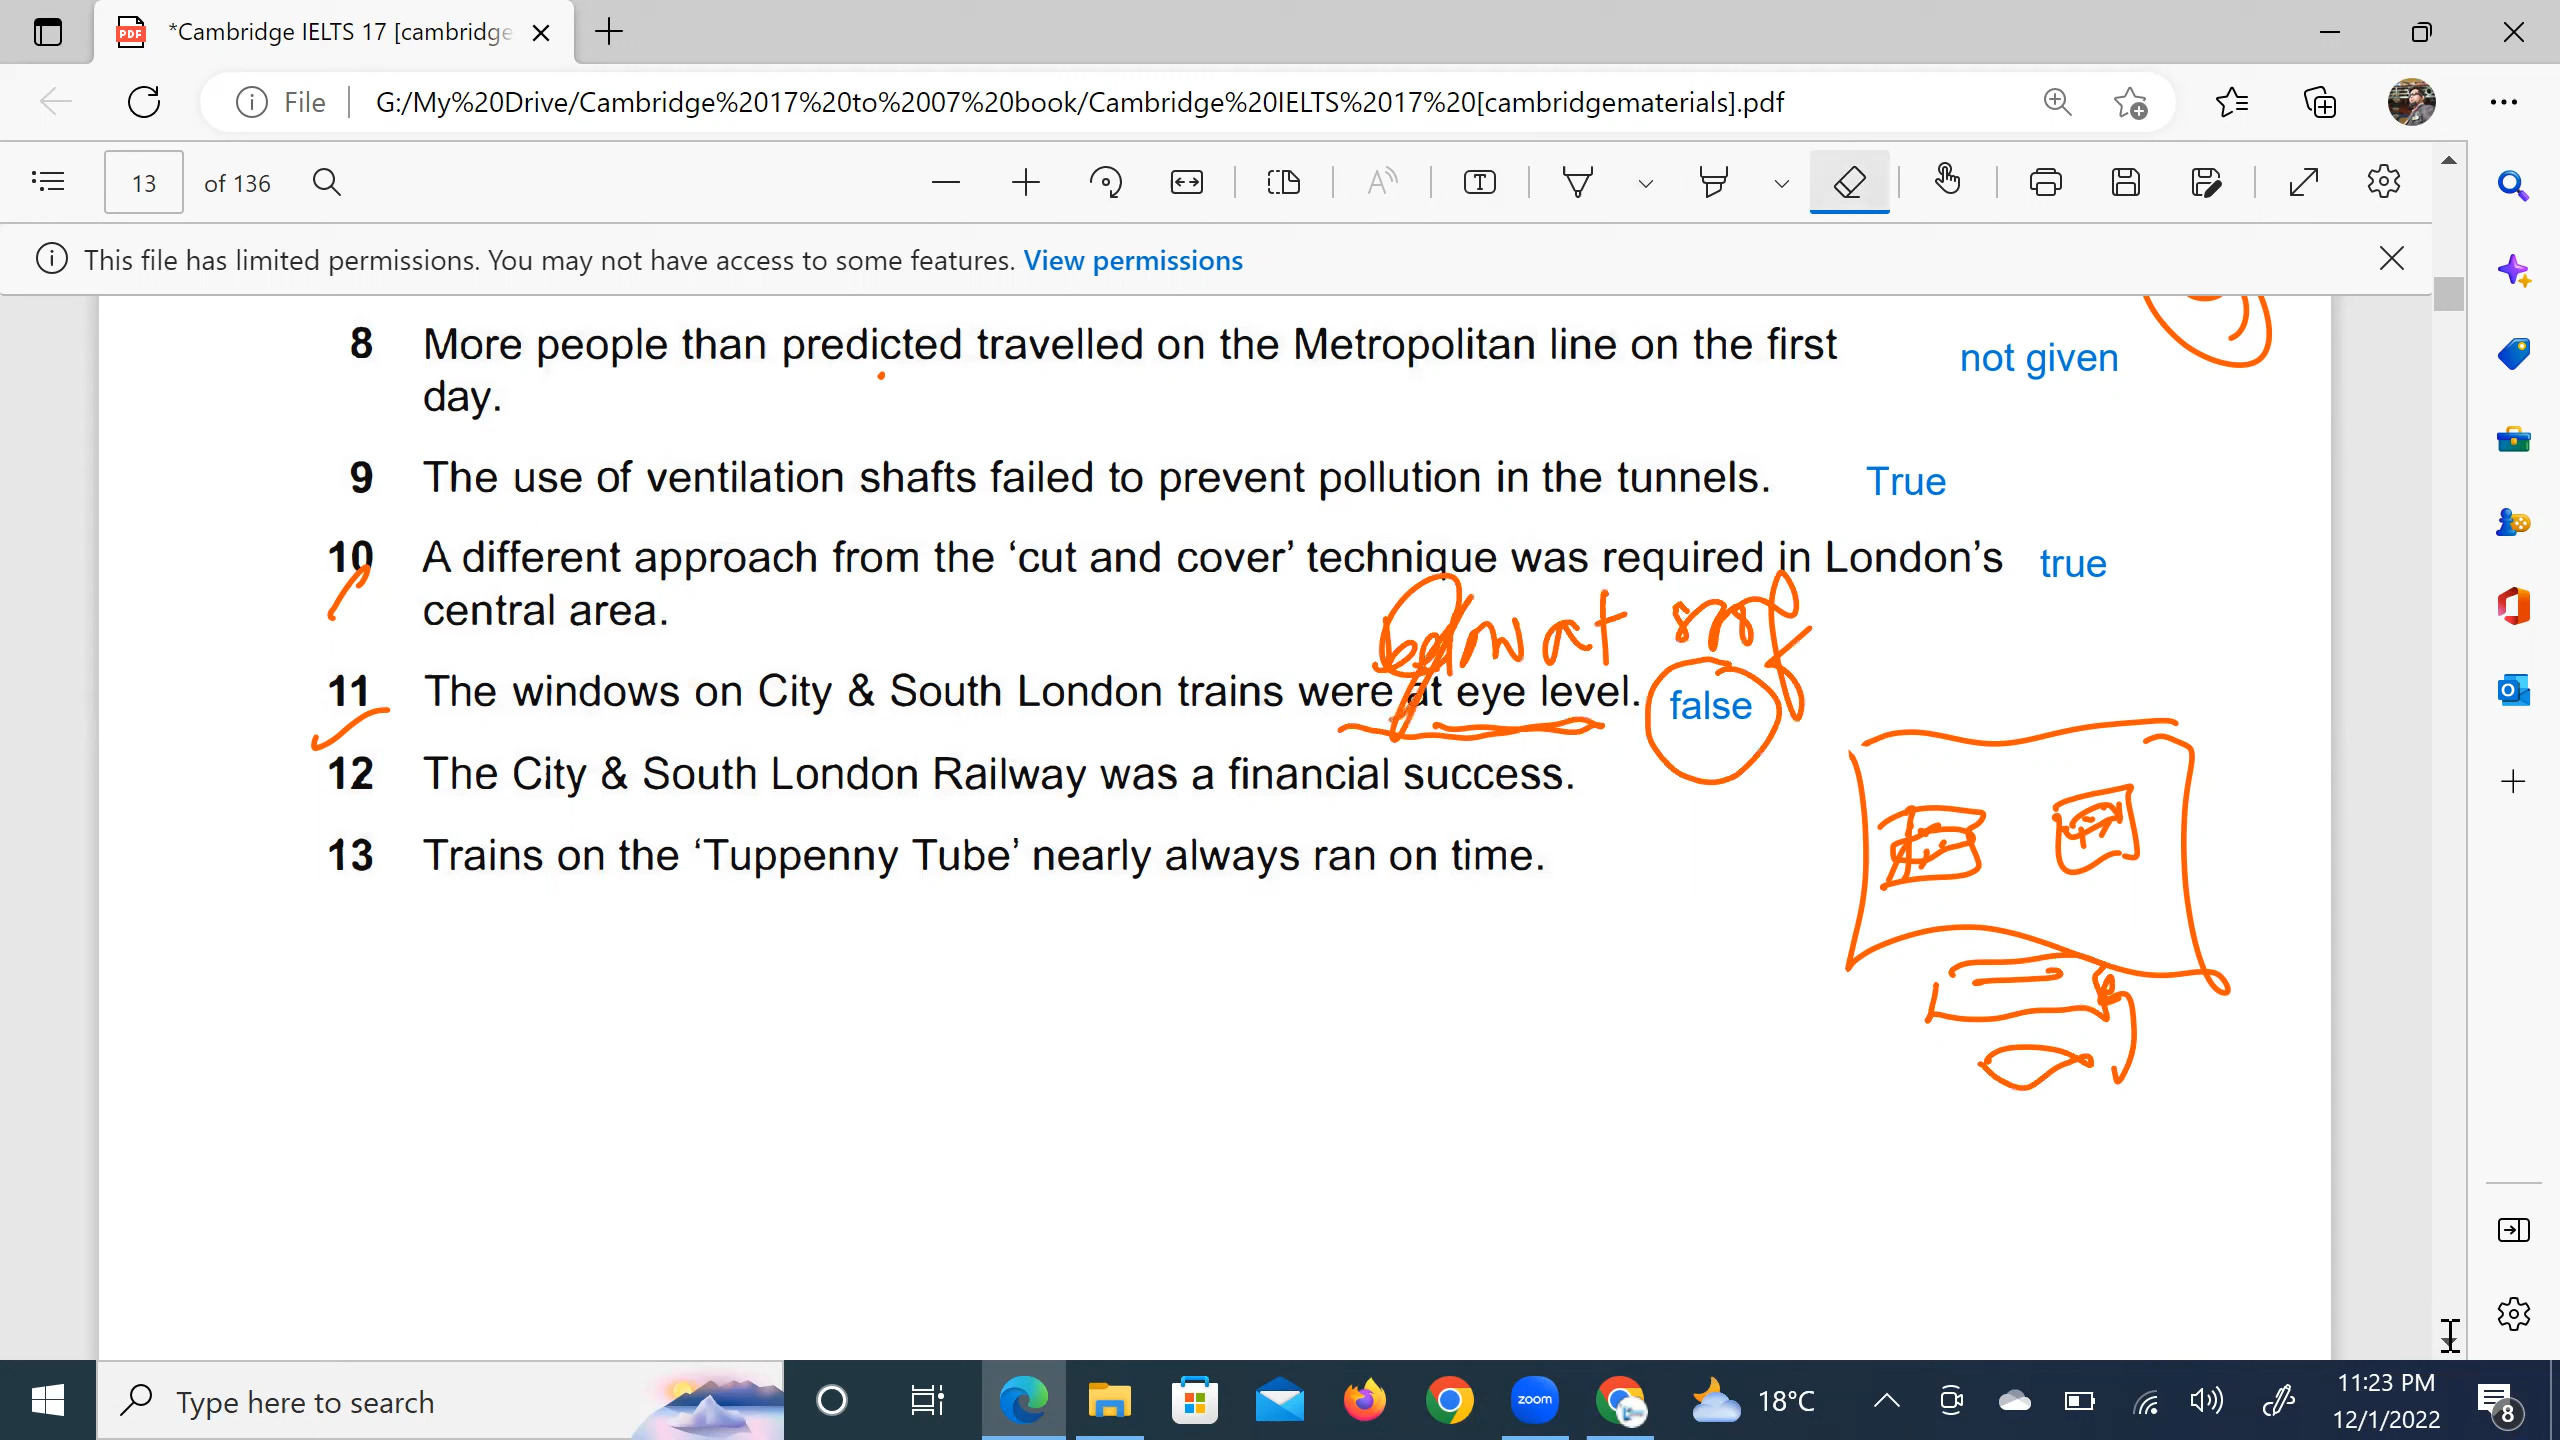 *Cambridge IELTS 17 [cambridge
File
G:/My%20Drive/Cambridge%2017%20to%2007%20book/Cambridge%20IELTS%2017%20[cambridgematerials].pdf
13 of 136
This file has limited permissions. You may not have access to some features. View permissions
8 More people than predicted travelled on the Metropolitan line on the first not given
day.
9 The use of ventilation shafts failed to prevent pollution in the tunnels. True
10 A different approach from the ‘cut and cover’ technique was required in London’s true
central area.
at
11 The windows on City & South London trains were at eye level. false
12 The City & South London Railway was a financial success.
13 Trains on the ‘Tuppenny Tube’ nearly always ran on time.
Type here to search
zoom
18°C
11:23 PM
12/1/2022
8